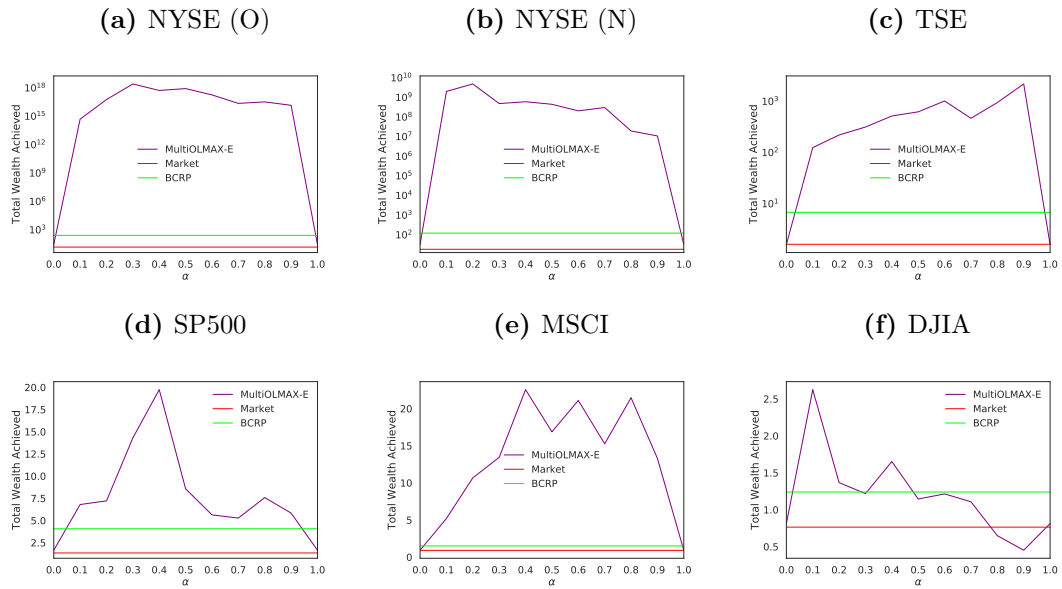 (a) NYSE (O)
Total Wealth Achieved
10^18
10^15
10^12
10^9
10^6
10^3
MultiOLMAX-E
Market
BCRP
0.0 0.1 0.2 0.3 0.4 0.5 0.6 0.7 0.8 0.9 1.0
α
(b) NYSE (N)
Total Wealth Achieved
10^10
10^9
10^8
10^7
10^6
10^5
10^4
10^3
10^2
MultiOLMAX-E
Market
BCRP
0.0 0.1 0.2 0.3 0.4 0.5 0.6 0.7 0.8 0.9 1.0
α
(c) TSE
Total Wealth Achieved
10^3
10^2
10^1
MultiOLMAX-E
Market
BCRP
0.0 0.1 0.2 0.3 0.4 0.5 0.6 0.7 0.8 0.9 1.0
α
(d) SP500
Total Wealth Achieved
20.0
17.5
15.0
12.5
10.0
7.5
5.0
2.5
MultiOLMAX-E
Market
BCRP
0.0 0.1 0.2 0.3 0.4 0.5 0.6 0.7 0.8 0.9 1.0
α
(e) MSCI
Total Wealth Achieved
20
15
10
5
0
MultiOLMAX-E
Market
BCRP
0.0 0.1 0.2 0.3 0.4 0.5 0.6 0.7 0.8 0.9 1.0
α
(f) DJIA
Total Wealth Achieved
2.5
2.0
1.5
1.0
0.5
MultiOLMAX-E
Market
BCRP
0.0 0.1 0.2 0.3 0.4 0.5 0.6 0.7 0.8 0.9 1.0
α